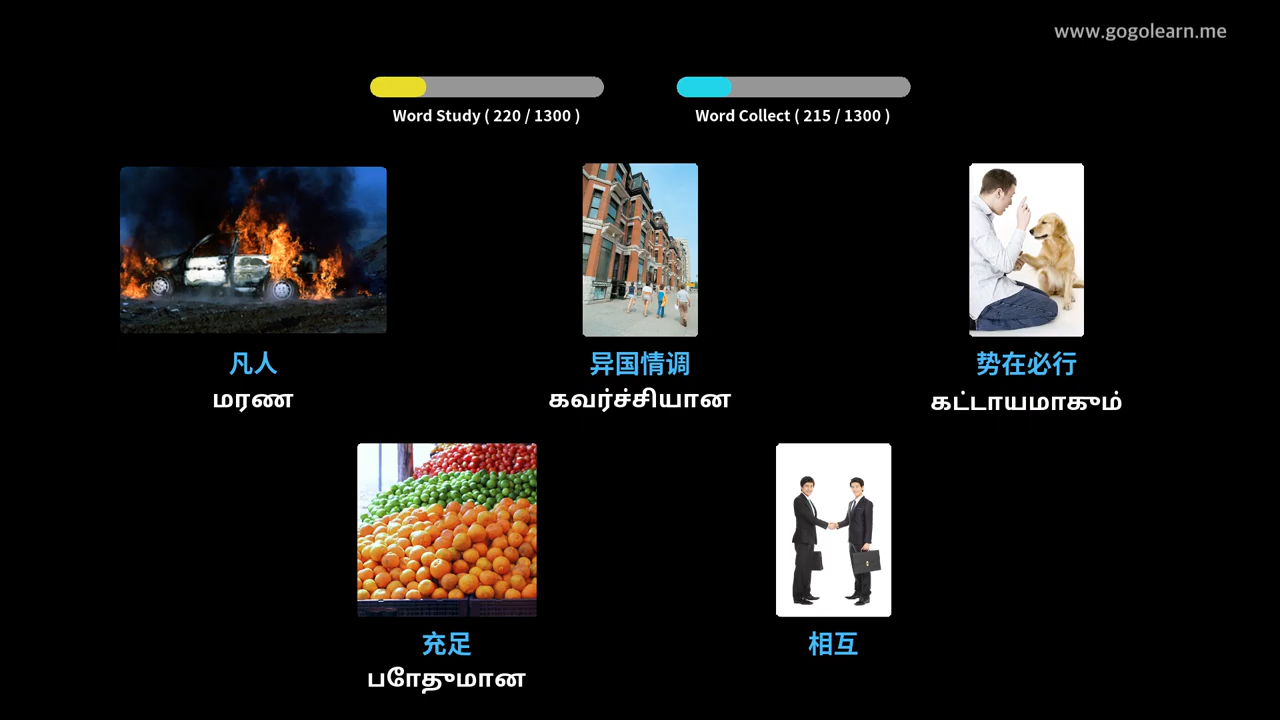 www.gogolearn.me
Word Study ( 220 / 1300 )
Word Collect ( 215 / 1300 )
凡人
மரண
异国情调
கவர்ச்சியான
势在必行
கட்டாயமாகும்
充足
போதுமான
相互